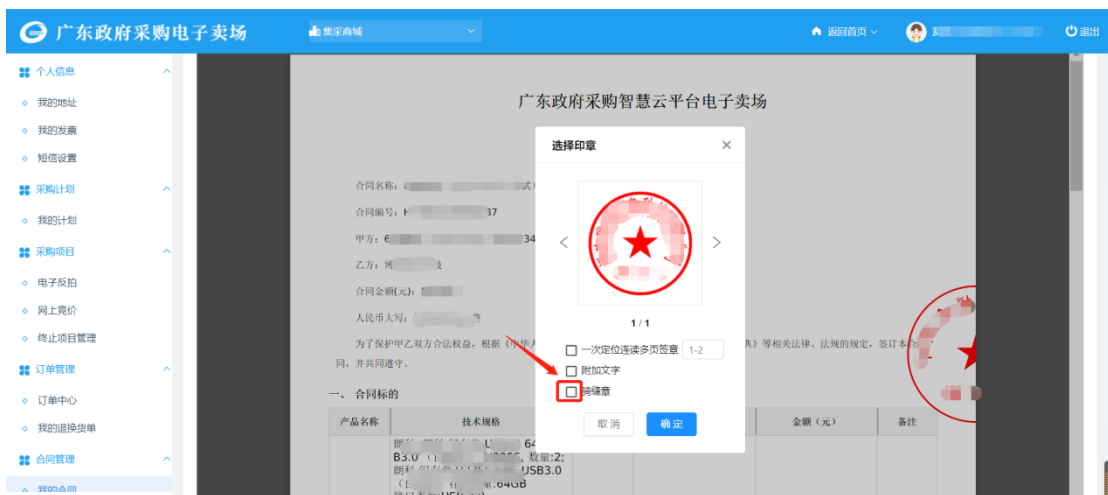 广东政府采购电子卖场
集采商城
返回首页
退出
个人信息
我的地址
我的发票
短信设置
采购计划
我的计划
采购项目
电子反拍
网上竞价
终止项目管理
订单管理
订单中心
我的退换货单
合同管理
我的合同
广东政府采购智慧云平台电子卖场
合同名称: 试)
合同编号: 37
甲方: 6 34
乙方: 博 技
合同金额(元):
人民币大写:
为了保护甲乙双方合法权益, 根据《中华人 》等相关法律、法规的规定, 签订本合
同, 并共同遵守。
一、 合同标的
产品名称 技术规格 金额(元) 备注
64
B3.0 数量:2;
USB3.0
:64GB
选择印章
1 / 1
一次定位连续多页签章 1-2
附加文字
骑缝章
取消 确定